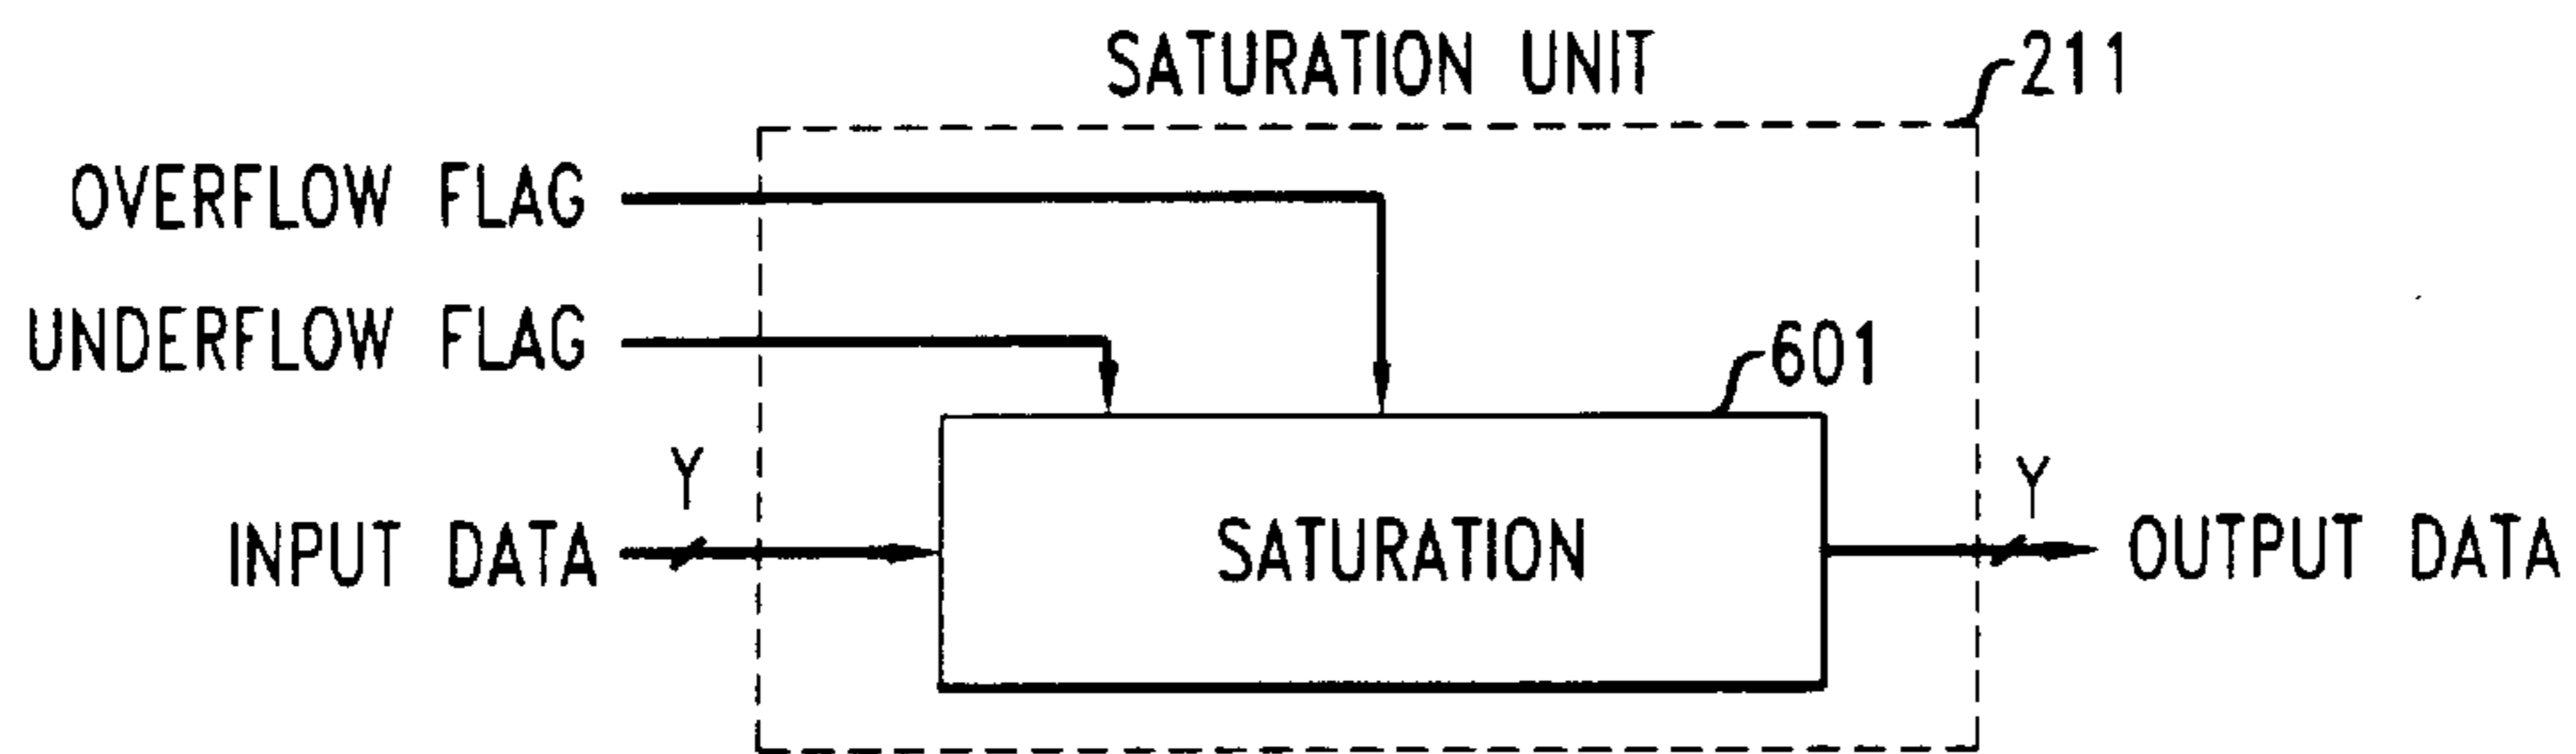 SATURATION UNIT
211
OVERFLOW FLAG
UNDERFLOW FLAG
601
Y
Y
INPUT DATA
SATURATION
OUTPUT DATA